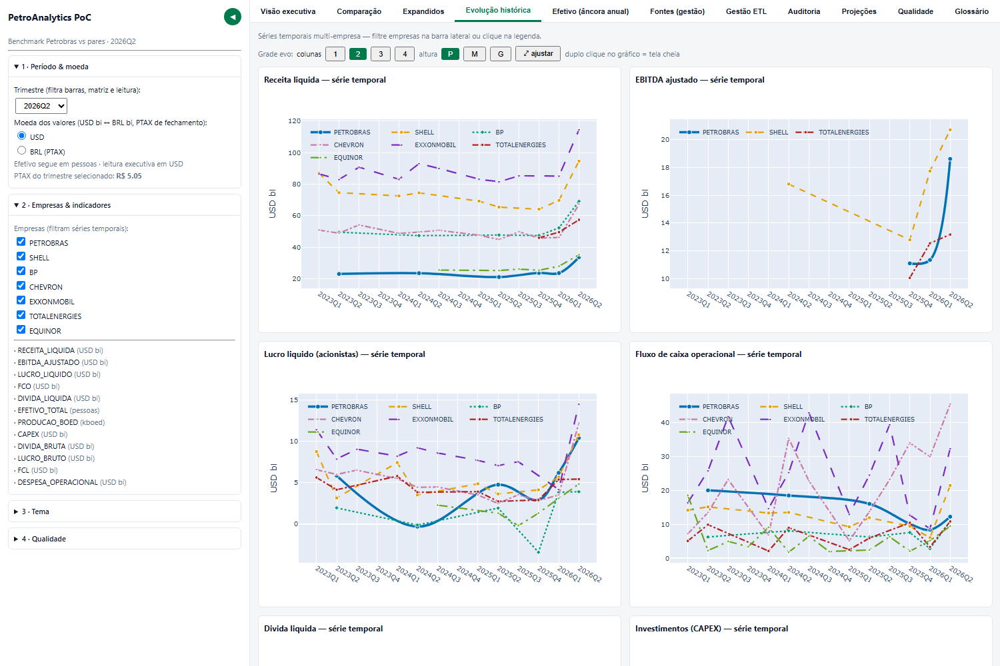 PetroAnalytics PoC
◀
Benchmark Petrobras vs pares · 2026Q2
▼ 1 · Período & moeda
Trimestre (filtra barras, matriz e leitura):
2026Q2
Moeda dos valores (USD bi ↔ BRL bi, PTAX de fechamento):
USD
BRL (PTAX)
Efetivo segue em pessoas · leitura executiva em USD
PTAX do trimestre selecionado: R$ 5.05
▼ 2 · Empresas & indicadores
Empresas (filtram séries temporais):
PETROBRAS
SHELL
BP
CHEVRON
EXXONMOBIL
TOTALENERGIES
EQUINOR
· RECEITA_LIQUIDA (USD bi)
· EBITDA_AJUSTADO (USD bi)
· LUCRO_LIQUIDO (USD bi)
· FCO (USD bi)
· DIVIDA_LIQUIDA (USD bi)
· EFETIVO_TOTAL (pessoas)
· PRODUCAO_BOED (kboed)
· CAPEX (USD bi)
· DIVIDA_BRUTA (USD bi)
· LUCRO_BRUTO (USD bi)
· FCL (USD bi)
· DESPESA_OPERACIONAL (USD bi)
▶ 3 · Tema
▶ 4 · Qualidade
Visão executiva Comparação Expandidos Evolução histórica Efetivo (âncora anual) Fontes (gestão) Gestão ETL Auditoria Projeções Qualidade Glossário
Séries temporais multi-empresa — filtre empresas na barra lateral ou clique na legenda.
Grade evo: colunas 1 2 3 4 altura P M G ⤢ ajustar duplo clique no gráfico = tela cheia
Receita liquida — série temporal
PETROBRAS SHELL BP
CHEVRON EXXONMOBIL TOTALENERGIES
EQUINOR
USD bi
120
100
80
60
40
20
2023Q1 2023Q2 2023Q3 2023Q4 2024Q1 2024Q2 2024Q3 2024Q4 2025Q1 2025Q2 2025Q3 2025Q4 2026Q1 2026Q2
EBITDA ajustado — série temporal
PETROBRAS SHELL TOTALENERGIES
USD bi
20
18
16
14
12
10
2023Q1 2023Q2 2023Q3 2023Q4 2024Q1 2024Q2 2024Q3 2024Q4 2025Q1 2025Q2 2025Q3 2025Q4 2026Q1 2026Q2
Lucro liquido (acionistas) — série temporal
PETROBRAS SHELL BP
CHEVRON EXXONMOBIL TOTALENERGIES
EQUINOR
USD bi
15
10
5
0
2023Q1 2023Q2 2023Q3 2023Q4 2024Q1 2024Q2 2024Q3 2024Q4 2025Q1 2025Q2 2025Q3 2025Q4 2026Q1 2026Q2
Fluxo de caixa operacional — série temporal
PETROBRAS SHELL BP
CHEVRON EXXONMOBIL TOTALENERGIES
EQUINOR
USD bi
40
30
20
10
0
2023Q1 2023Q2 2023Q3 2023Q4 2024Q1 2024Q2 2024Q3 2024Q4 2025Q1 2025Q2 2025Q3 2025Q4 2026Q1 2026Q2
Divida liquida — série temporal
Investimentos (CAPEX) — série temporal